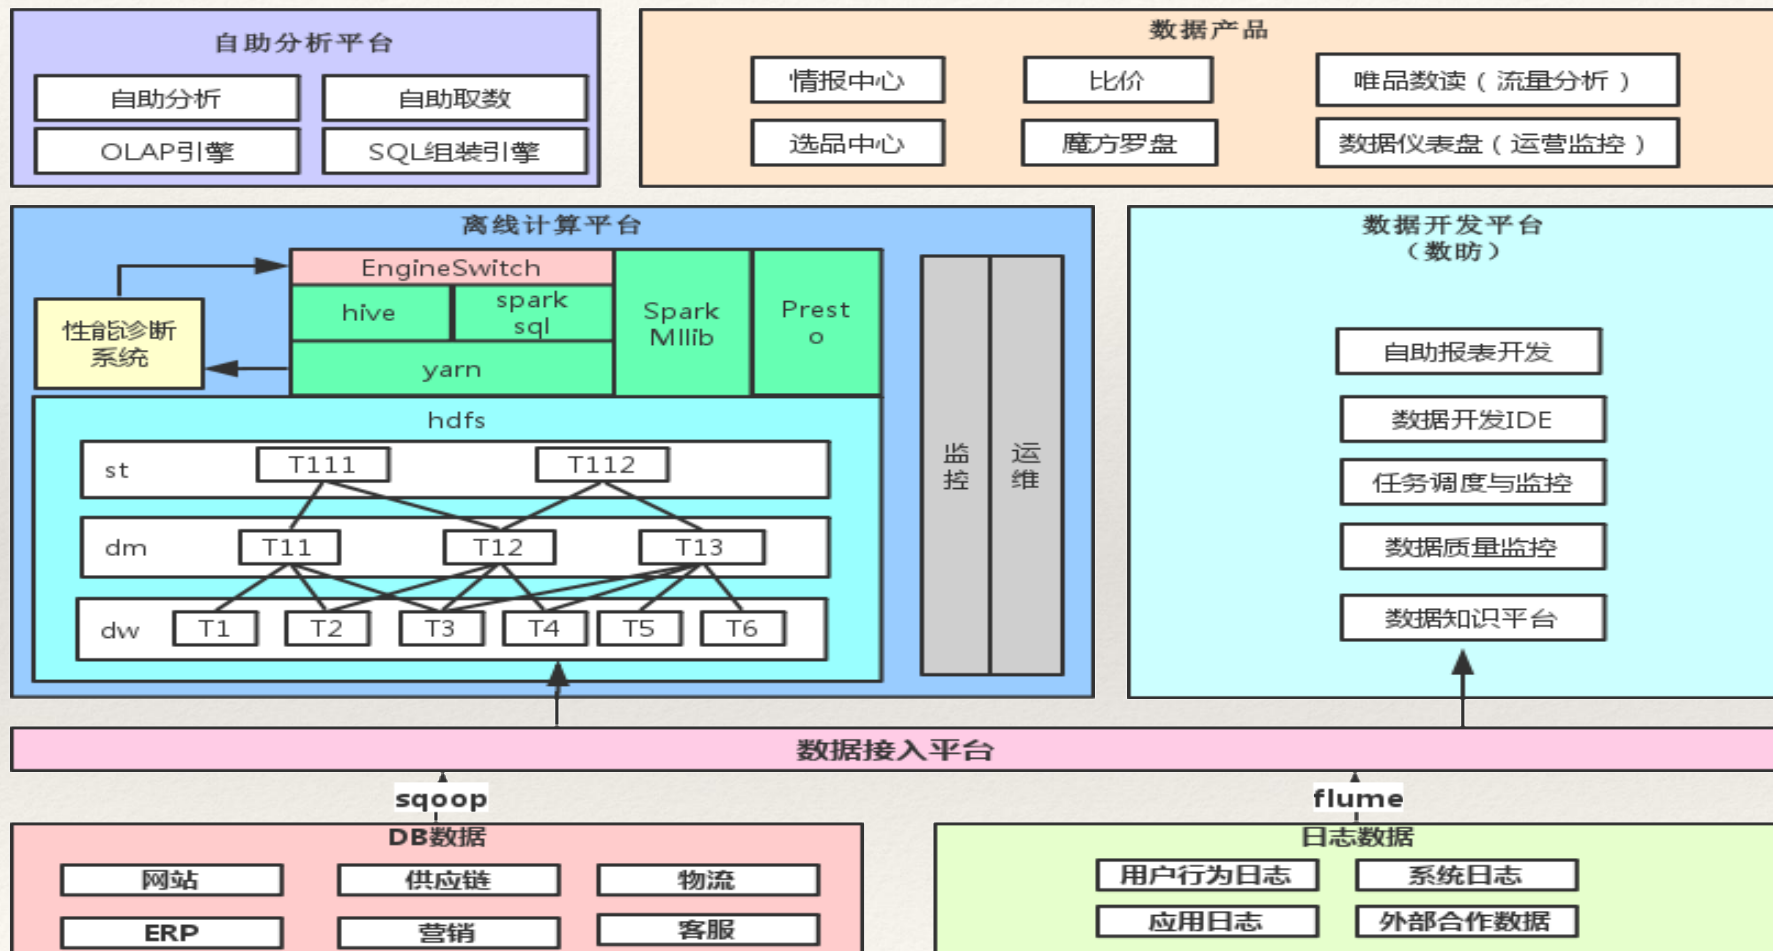 自助分析平台
自助分析
自助取数
OLAP引擎
SQL组装引擎
数据产品
情报中心
比价
唯品数读（流量分析）
选品中心
魔方罗盘
数据仪表盘（运营监控）
离线计算平台
EngineSwitch
hive
spark
sql
yarn
Spark
Mllib
Prest
o
性能诊断
系统
hdfs
st
T111
T112
dm
T11
T12
T13
dw
T1
T2
T3
T4
T5
T6
监
控
运
维
数据开发平台
（数昉）
自助报表开发
数据开发IDE
任务调度与监控
数据质量监控
数据知识平台
数据接入平台
sqoop
flume
DB数据
网站
供应链
物流
ERP
营销
客服
日志数据
用户行为日志
系统日志
应用日志
外部合作数据